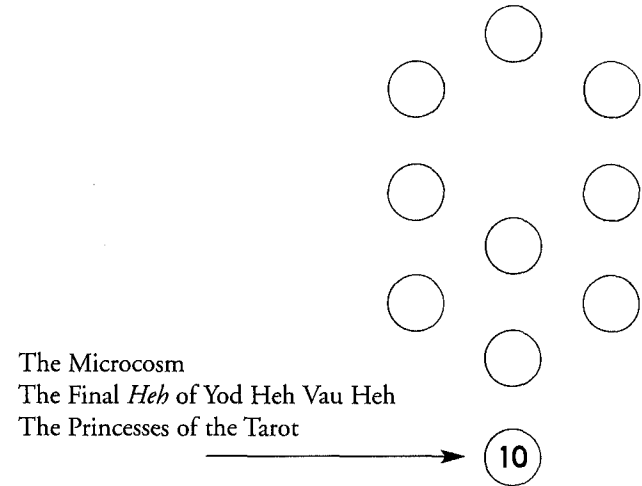 The Microcosm
The Final Heh of Yod Heh Vau Heh
The Princesses of the Tarot
10